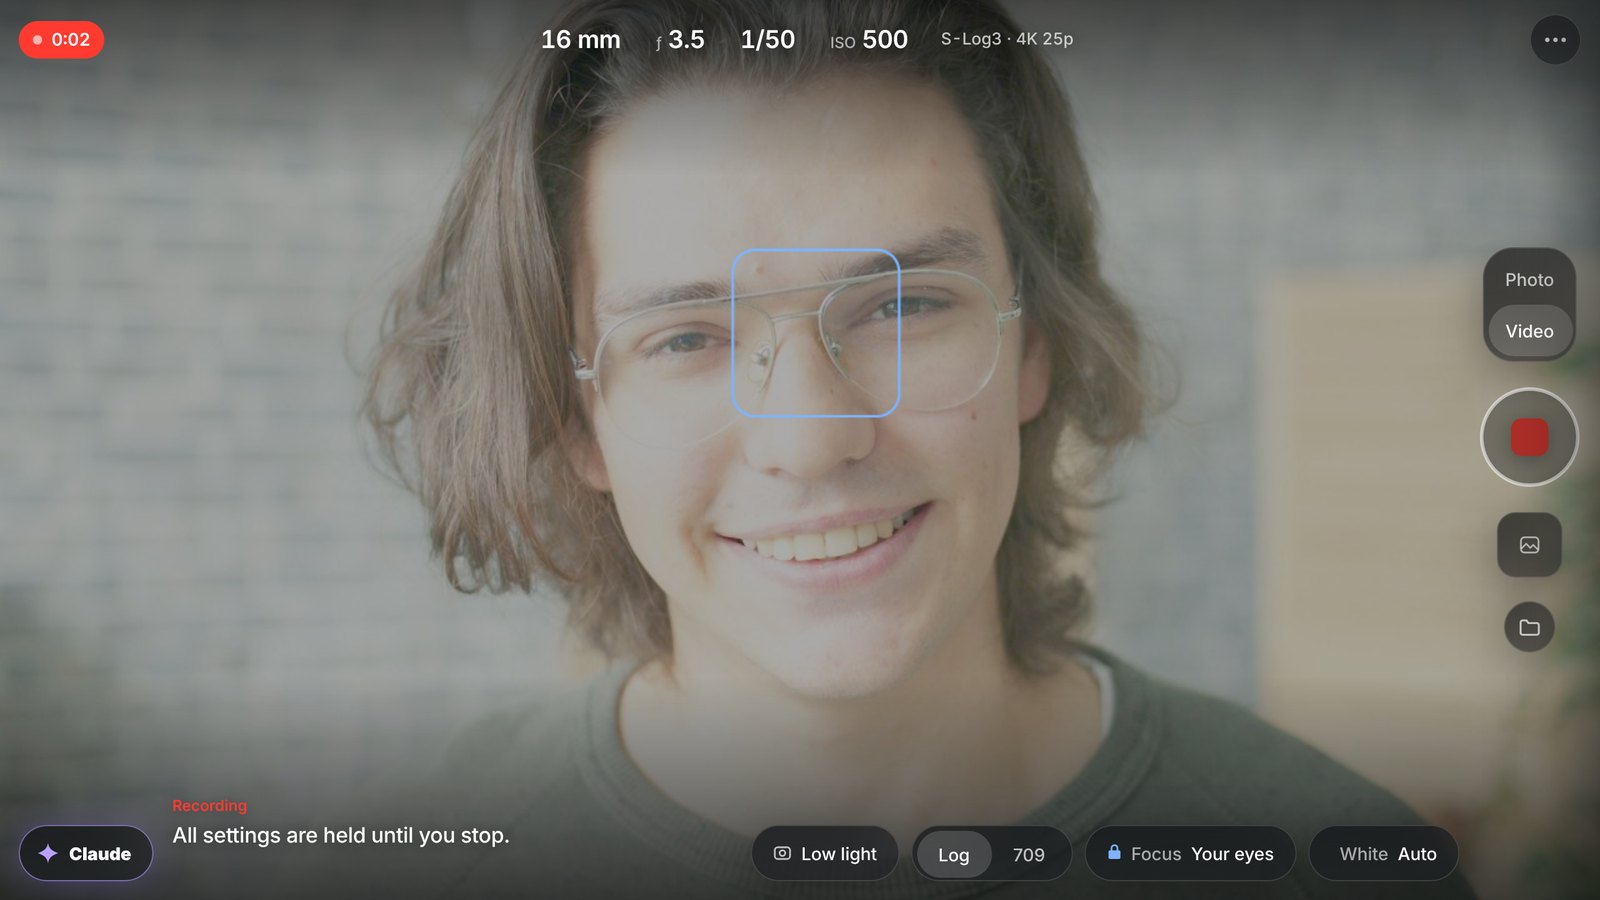 0:02
16 mm
ƒ 3.5
1/50
ISO 500
S-Log3 · 4K 25p
Photo
Video
Recording
All settings are held until you stop.
Claude
Low light
Log
709
Focus Your eyes
White Auto